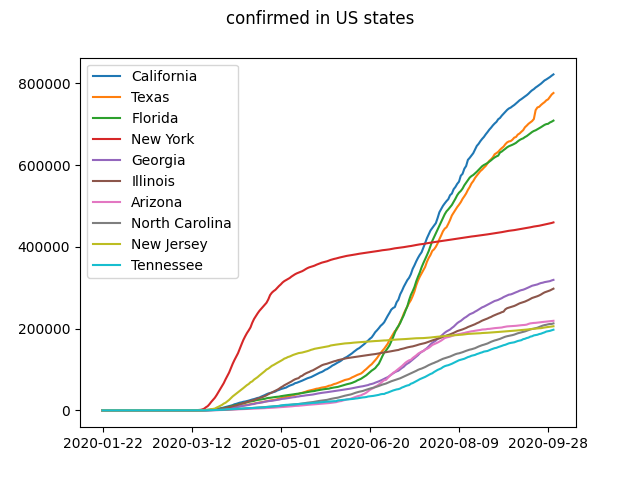 confirmed in US states
800000
600000
400000
200000
0
California
Texas
Florida
New York
Georgia
Illinois
Arizona
North Carolina
New Jersey
Tennessee
2020-01-22 2020-03-12 2020-05-01 2020-06-20 2020-08-09 2020-09-28